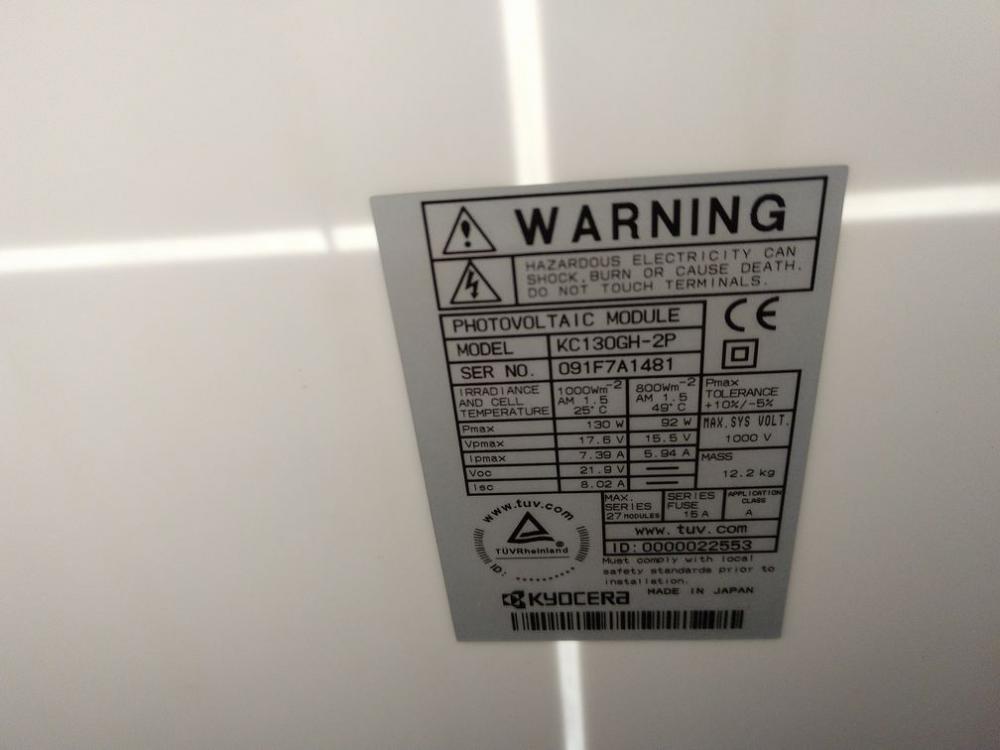 WARNING
HAZARDOUS ELECTRICITY CAN
SHOCK, BURN OR CAUSE DEATH.
DO NOT TOUCH TERMINALS.
PHOTOVOLTAIC MODULE
MODEL KC130GH-2P
SER NO. 091F7A1481
CE
IRRADIANCE AND CELL TEMPERATURE 1000Wm-2 AM 1.5 25°C 800Wm-2 AM 1.5 49°C
Pmax 130 W 92 W
Vpmax 17.6 V 15.5 V
Ipmax 7.39 A 5.94 A
Voc 21.9 V
Isc 8.02 A
Pmax
TOLERANCE
+10%/-5%
MAX. SYS VOLT.
1000 V
MASS
12.2 kg
MAX. SERIES 27 MODULES
SERIES FUSE 15 A
APPLICATION CLASS A
www.tuv.com
TÜVRheinland
ID:
www.tuv.com
ID:0000022553
Must comply with local
safety standards prior to
installation.
KYOCERA MADE IN JAPAN